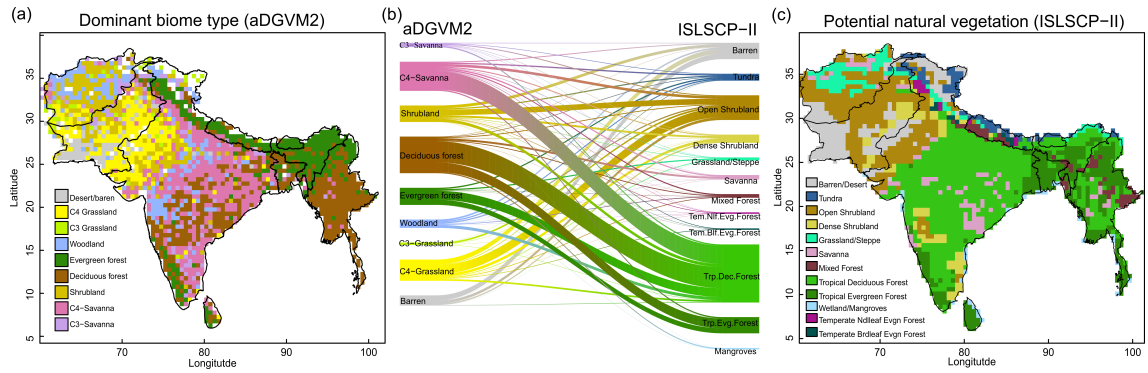 (a)
Dominant biome type (aDGVM2)
35
30
25
20
15
10
5
Latitude
Desert/baren
C4 Grassland
C3 Grassland
Woodland
Evergreen forest
Deciduous forest
Shrubland
C4−Savanna
C3−Savanna
70
80
90
100
Longitutde
(b)
aDGVM2
ISLSCP−II
C3−Savanna
C4−Savanna
Shrubland
Deciduous forest
Evergreen forest
Woodland
C3−Grassland
C4−Grassland
Barren
Barren
Tundra
Open Shrubland
Dense Shrubland
Grassland/Steppe
Savanna
Mixed Forest
Tem.Nlf.Evg.Forest
Tem.Blf.Evg.Forest
Trp.Dec.Forest
Trp.Evg.Forest
Mangroves
(c)
Potential natural vegetation (ISLSCP−II)
35
30
25
20
15
10
5
Latitude
Barren/Desert
Tundra
Open Shrubland
Dense Shrubland
Grassland/Steppe
Savanna
Mixed Forest
Tropical Deciduous Forest
Tropical Evergreen Forest
Wetland/Mangroves
Temperate Ndlleaf Evgn Forest
Temperate Brdleaf Evgn Forest
70
80
90
100
Longitude